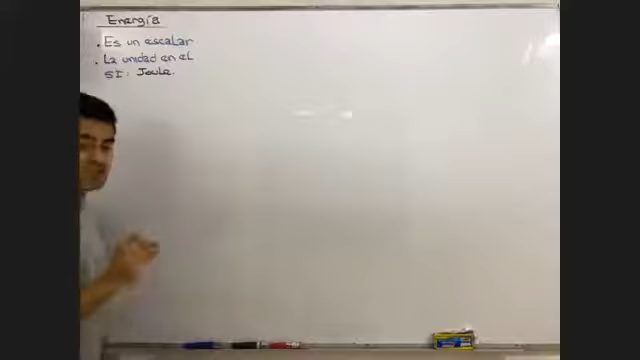 Energía
• Es un escalar
• La unidad en el
SI: Joule.